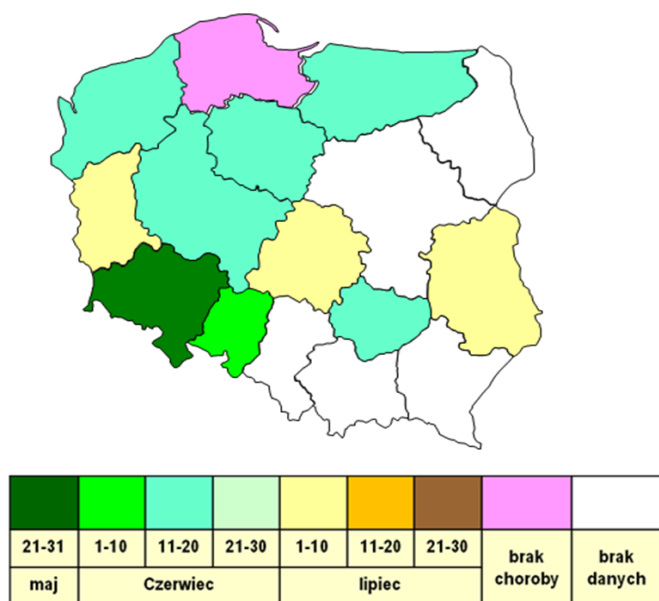 21-31 1-10 11-20 21-30 1-10 11-20 21-30 brak choroby brak danych
maj Czerwiec lipiec